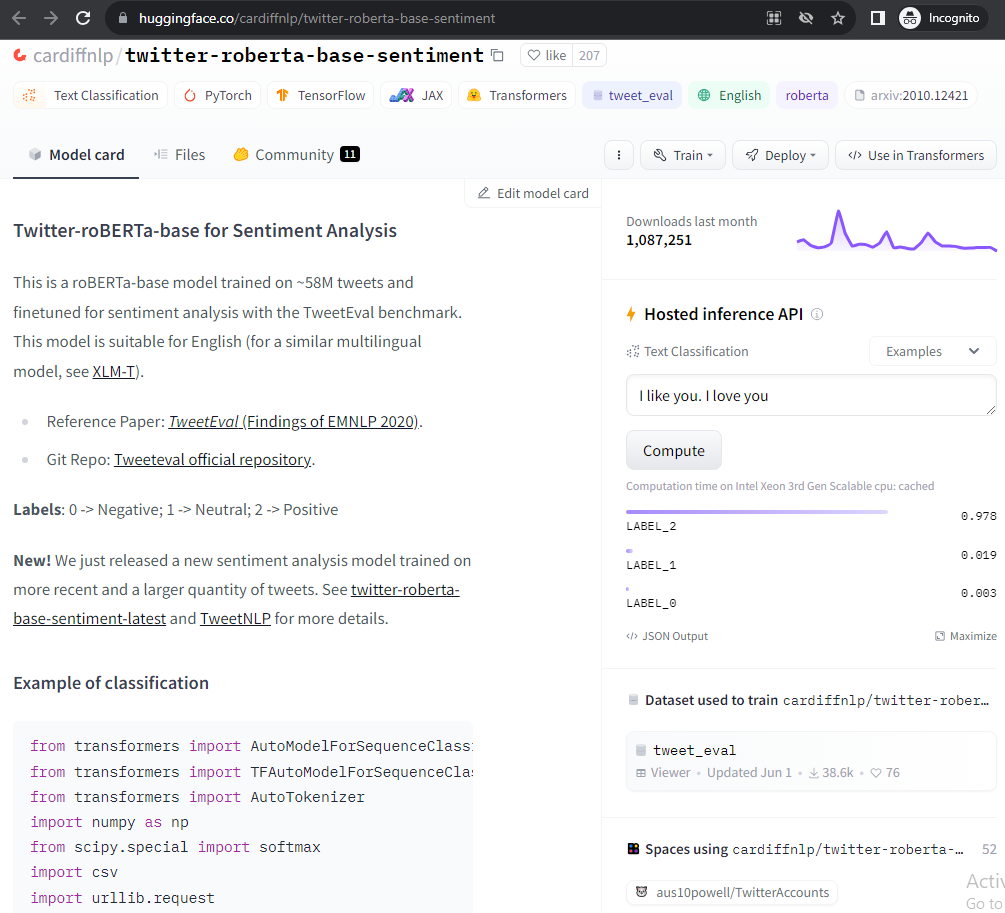 huggingface.co/cardiffnlp/twitter-roberta-base-sentiment
Incognito
cardiffnlp/twitter-roberta-base-sentiment
like 207
Text Classification PyTorch TensorFlow JAX Transformers tweet_eval English roberta arxiv:2010.12421
Model card Files Community 11
Train Deploy </> Use in Transformers
Edit model card
Twitter-roBERTa-base for Sentiment Analysis
This is a roBERTa-base model trained on ~58M tweets and
finetuned for sentiment analysis with the TweetEval benchmark.
This model is suitable for English (for a similar multilingual
model, see XLM-T).
Reference Paper: TweetEval (Findings of EMNLP 2020).
Git Repo: Tweeteval official repository.
Labels: 0 -> Negative; 1 -> Neutral; 2 -> Positive
New! We just released a new sentiment analysis model trained on
more recent and a larger quantity of tweets. See twitter-roberta-
base-sentiment-latest and TweetNLP for more details.
Example of classification
from transformers import AutoModelForSequenceClass
from transformers import TFAutoModelForSequenceClas
from transformers import AutoTokenizer
import numpy as np
from scipy.special import softmax
import csv
import urllib.request
Downloads last month
1,087,251
Hosted inference API
Text Classification
Examples
I like you. I love you
Compute
Computation time on Intel Xeon 3rd Gen Scalable cpu: cached
LABEL_2 0.978
LABEL_1 0.019
LABEL_0 0.003
</> JSON Output Maximize
Dataset used to train cardiffnlp/twitter-rober…
tweet_eval
Viewer • Updated Jun 1 • 38.6k • 76
Spaces using cardiffnlp/twitter-roberta-… 52
aus10powell/TwitterAccounts
Activ
Go to